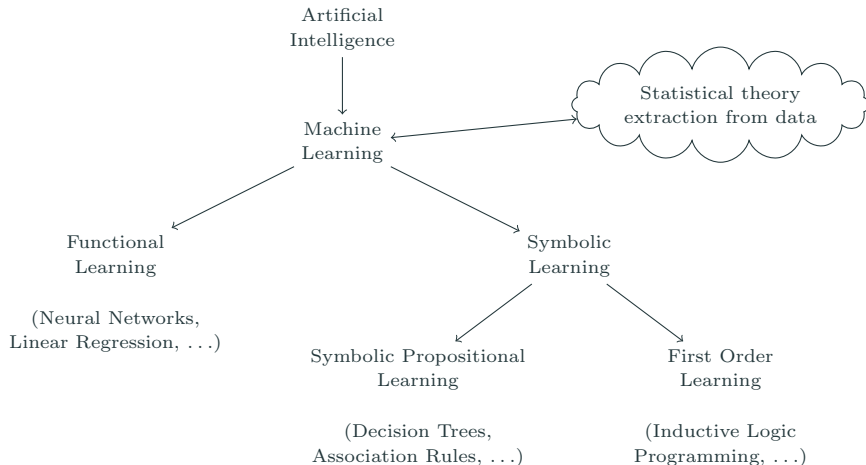 Artificial
Intelligence
Statistical theory
extraction from data
Machine
Learning
Functional
Learning
Symbolic
Learning
(Neural Networks,
Linear Regression, ...)
Symbolic Propositional
Learning
First Order
Learning
(Decision Trees,
Association Rules, ...)
(Inductive Logic
Programming, ...)